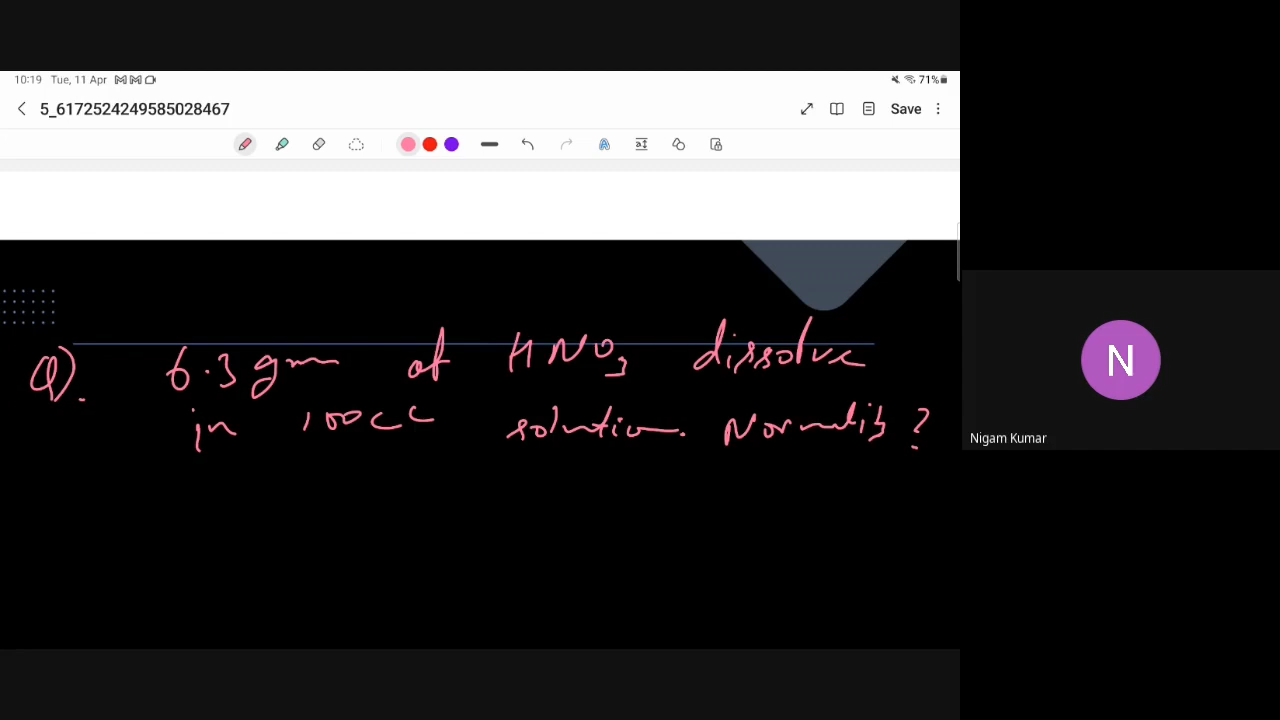 10:19 Tue, 11 Apr 71%
5_6172524249585028467 Save
Q). 6.3 gm of HNO3 dissolve
in 100cc solution. Normality ?
N
Nigam Kumar